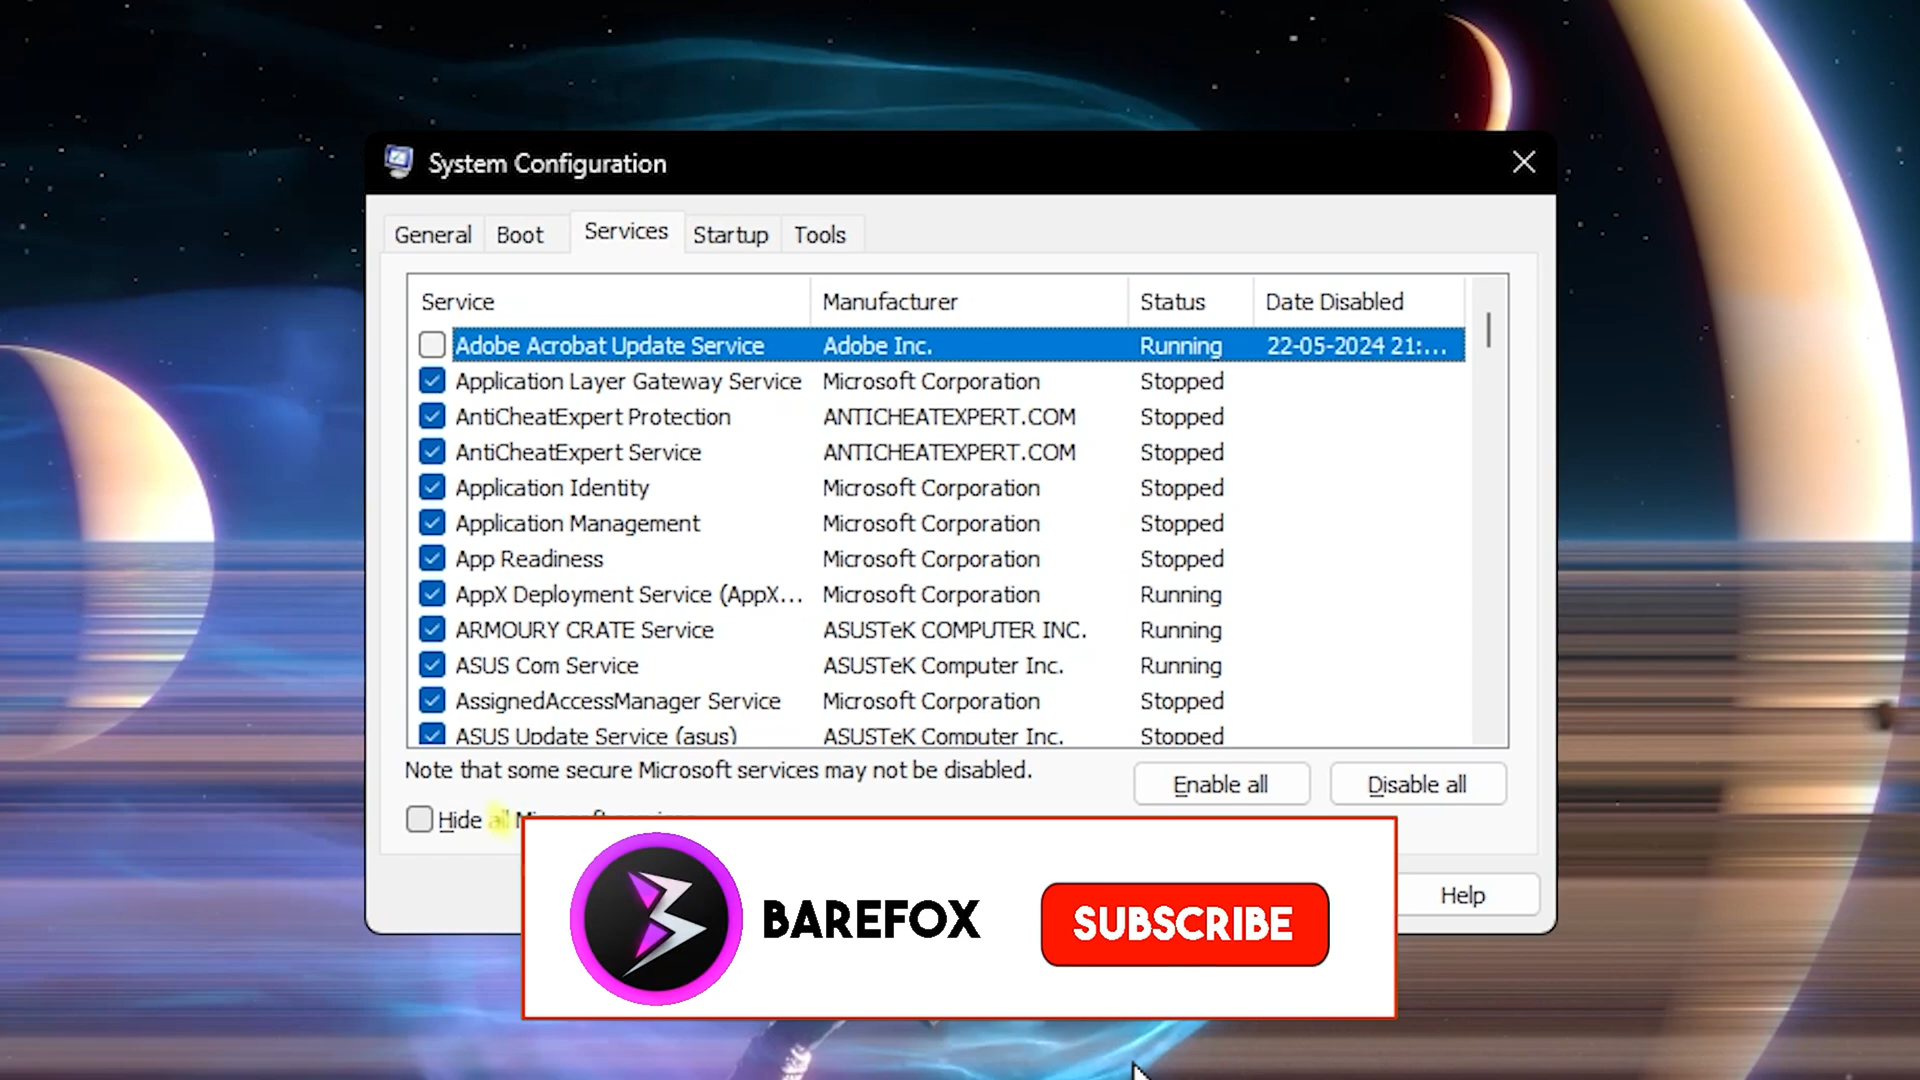 System Configuration
General Boot Services Startup Tools
Service Manufacturer Status Date Disabled
Adobe Acrobat Update Service Adobe Inc. Running 22-05-2024 21:...
Application Layer Gateway Service Microsoft Corporation Stopped
AntiCheatExpert Protection ANTICHEATEXPERT.COM Stopped
AntiCheatExpert Service ANTICHEATEXPERT.COM Stopped
Application Identity Microsoft Corporation Stopped
Application Management Microsoft Corporation Stopped
App Readiness Microsoft Corporation Stopped
AppX Deployment Service (AppX... Microsoft Corporation Running
ARMOURY CRATE Service ASUSTeK COMPUTER INC. Running
ASUS Com Service ASUSTeK Computer Inc. Running
AssignedAccessManager Service Microsoft Corporation Stopped
ASUS Update Service (asus) ASUSTeK Computer Inc. Stopped
Note that some secure Microsoft services may not be disabled.
Enable all Disable all
Hide all
Help
BAREFOX SUBSCRIBE